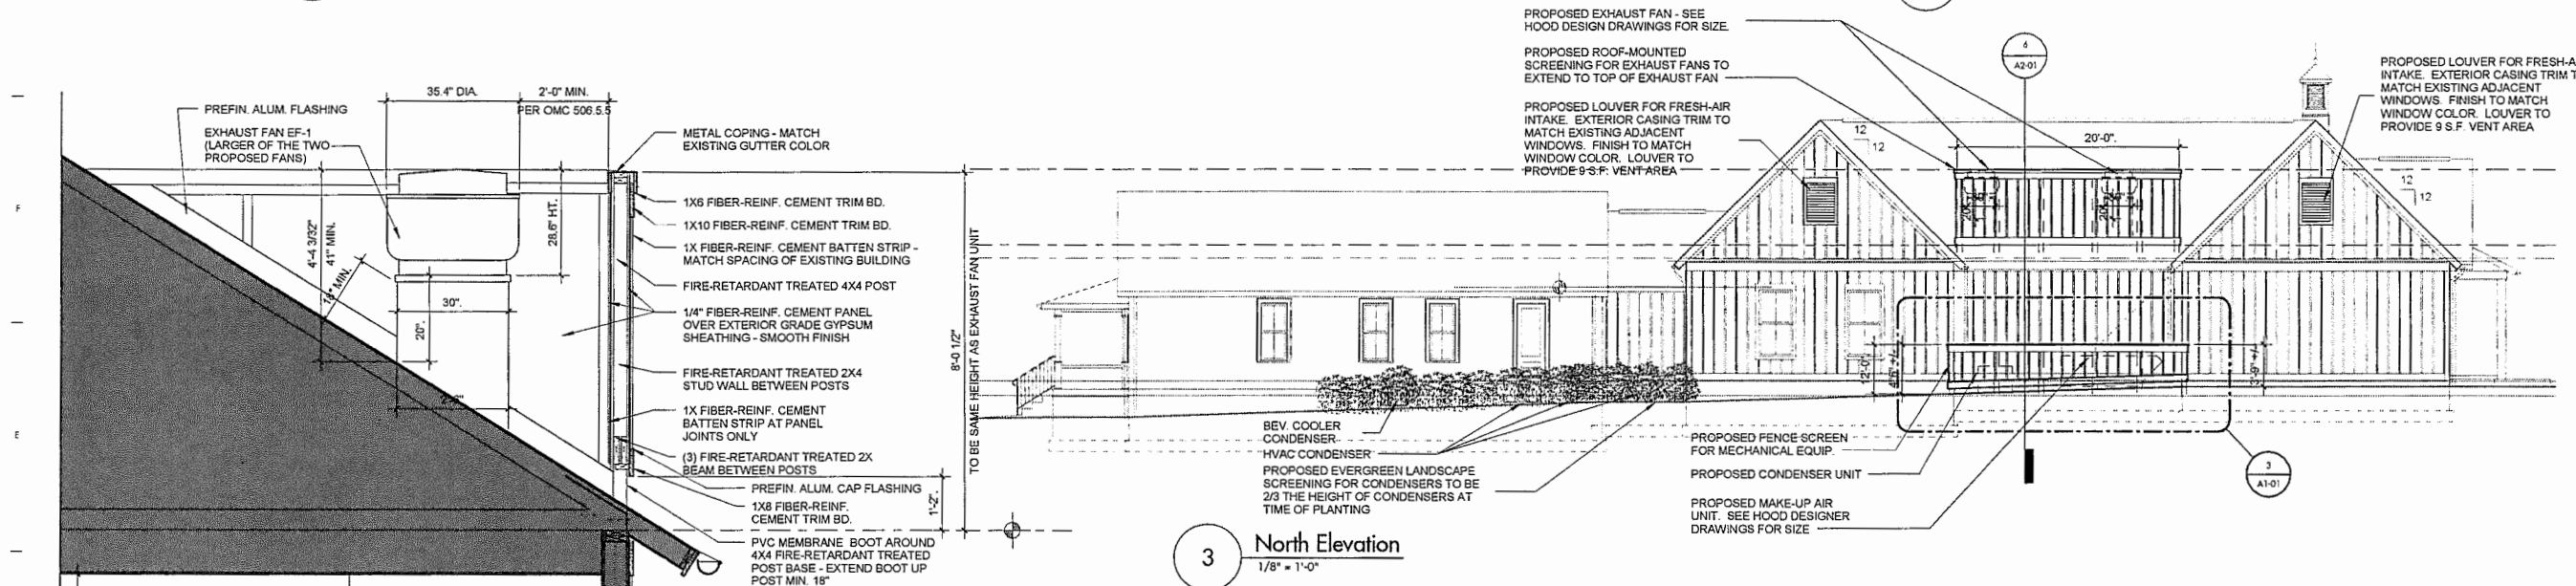 PREFIN. ALUM. FLASHING
EXHAUST FAN EF-1
(LARGER OF THE TWO
PROPOSED FANS)
35.4" DIA.
2'-0" MIN.
PER OMC 506.5.5
METAL COPING - MATCH
EXISTING GUTTER COLOR
1X6 FIBER-REINF. CEMENT TRIM BD.
1X10 FIBER-REINF. CEMENT TRIM BD.
1X FIBER-REINF. CEMENT BATTEN STRIP -
MATCH SPACING OF EXISTING BUILDING
FIRE-RETARDANT TREATED 4X4 POST
1/4" FIBER-REINF. CEMENT PANEL
OVER EXTERIOR GRADE GYPSUM
SHEATHING - SMOOTH FINISH
FIRE-RETARDANT TREATED 2X4
STUD WALL BETWEEN POSTS
1X FIBER-REINF. CEMENT
BATTEN STRIP AT PANEL
JOINTS ONLY
(3) FIRE-RETARDANT TREATED 2X
BEAM BETWEEN POSTS
PREFIN. ALUM. CAP FLASHING
1X8 FIBER-REINF.
CEMENT TRIM BD.
PVC MEMBRANE BOOT AROUND
4X4 FIRE-RETARDANT TREATED
POST BASE - EXTEND BOOT UP
POST MIN. 18"
4'-4 3/32"
41" MIN.
28.6" HT.
30".
20".
F
E
8'-0 1/2"
TO BE SAME HEIGHT AS EXHAUST FAN UNIT
1'-2".
PROPOSED EXHAUST FAN - SEE
HOOD DESIGN DRAWINGS FOR SIZE.
PROPOSED ROOF-MOUNTED
SCREENING FOR EXHAUST FANS TO
EXTEND TO TOP OF EXHAUST FAN
PROPOSED LOUVER FOR FRESH-AIR
INTAKE. EXTERIOR CASING TRIM TO
MATCH EXISTING ADJACENT
WINDOWS. FINISH TO MATCH
WINDOW COLOR. LOUVER TO
PROVIDE 9 S.F. VENT AREA
6
A2-01
12
12
20'-0".
12
12
PROPOSED LOUVER FOR FRESH-A
INTAKE. EXTERIOR CASING TRIM T
MATCH EXISTING ADJACENT
WINDOWS. FINISH TO MATCH
WINDOW COLOR. LOUVER TO
PROVIDE 9 S.F. VENT AREA
BEV. COOLER
CONDENSER
HVAC CONDENSER
PROPOSED EVERGREEN LANDSCAPE
SCREENING FOR CONDENSERS TO BE
2/3 THE HEIGHT OF CONDENSERS AT
TIME OF PLANTING
PROPOSED FENCE SCREEN
FOR MECHANICAL EQUIP.
PROPOSED CONDENSER UNIT
PROPOSED MAKE-UP AIR
UNIT. SEE HOOD DESIGNER
DRAWINGS FOR SIZE
3
A1-01
3
North Elevation
1/8" = 1'-0"